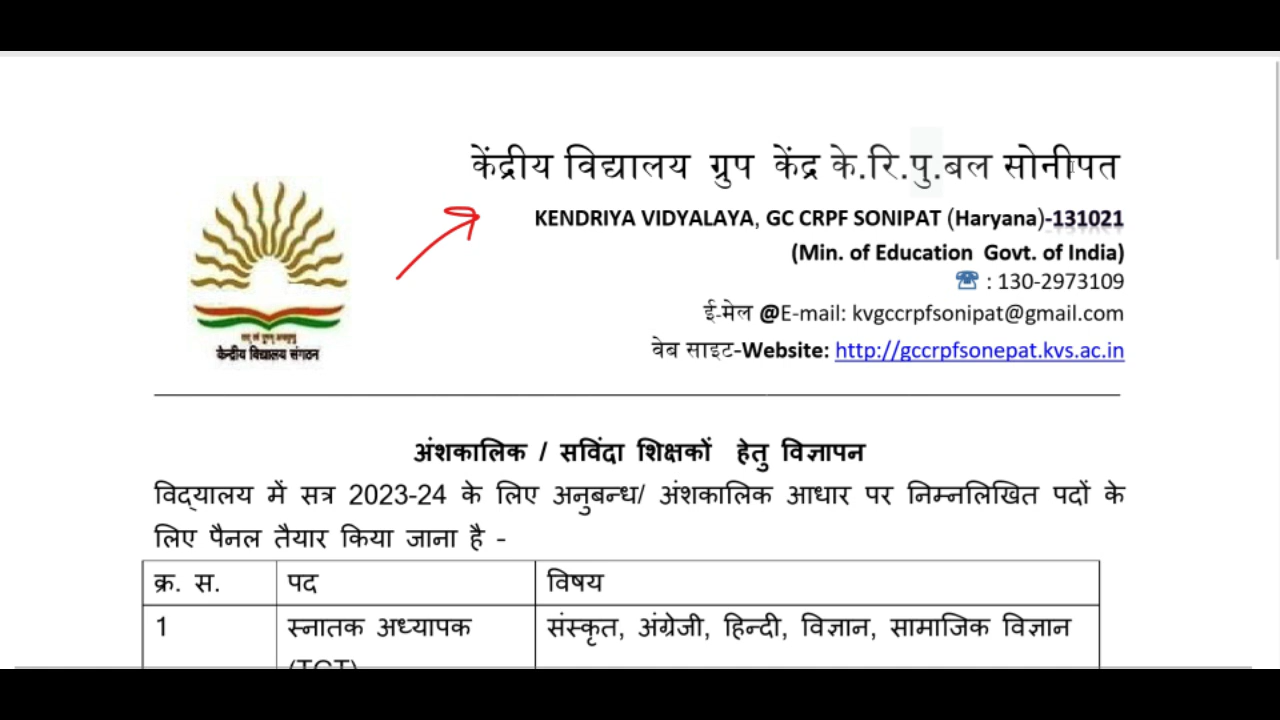 केंद्रीय विद्यालय ग्रुप केंद्र के.रि.पु.बल सोनीपत
KENDRIYA VIDYALAYA, GC CRPF SONIPAT (Haryana)-131021
(Min. of Education Govt. of India)
☎ : 130-2973109
ई-मेल @E-mail: kvgccrpfsonipat@gmail.com
वेब साइट-Website: http://gccrpfsonepat.kvs.ac.in
केन्द्रीय विद्यालय संगठन
अंशकालिक / सविंदा शिक्षकों हेतु विज्ञापन
विद्यालय में सत्र 2023-24 के लिए अनुबन्ध/ अंशकालिक आधार पर निम्नलिखित पदों के
लिए पैनल तैयार किया जाना है -
क्र. स. पद विषय
1 स्नातक अध्यापक संस्कृत, अंग्रेजी, हिन्दी, विज्ञान, सामाजिक विज्ञान
(TGT)